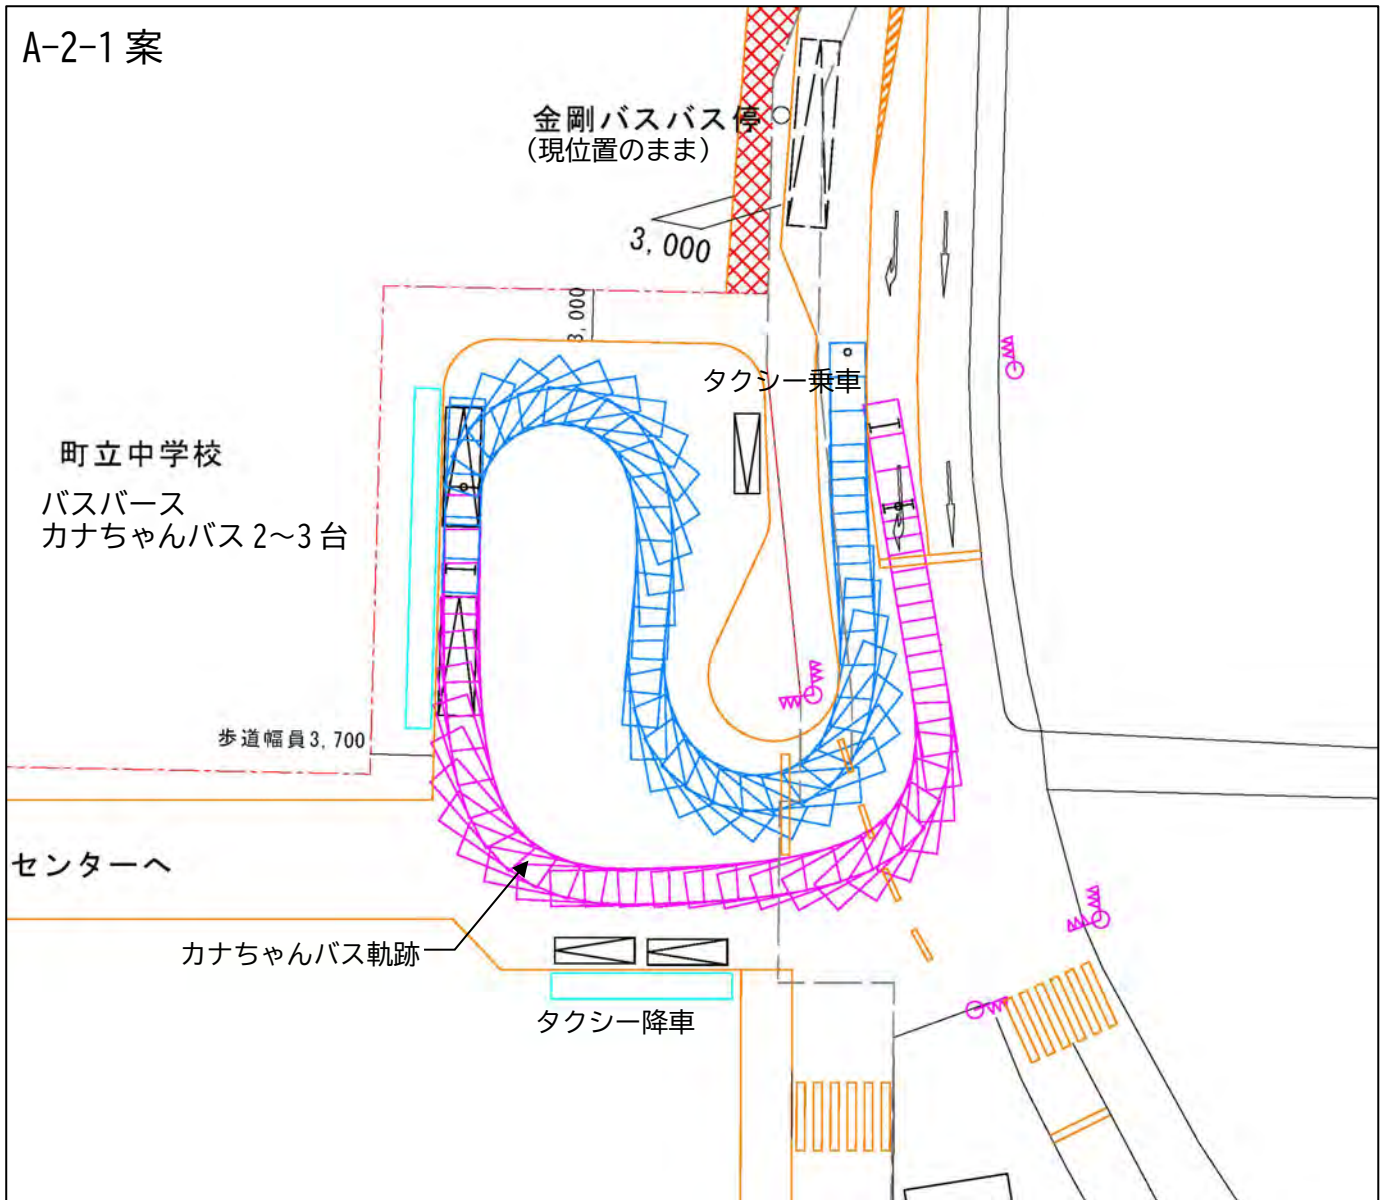 A-2-1 案
金剛バスバス停
（現位置のまま）
3,000
3,000
タクシー乗車
町立中学校
バスバース
カナちゃんバス 2～3 台
歩道幅員3,700
センターへ
カナちゃんバス軌跡
タクシー降車